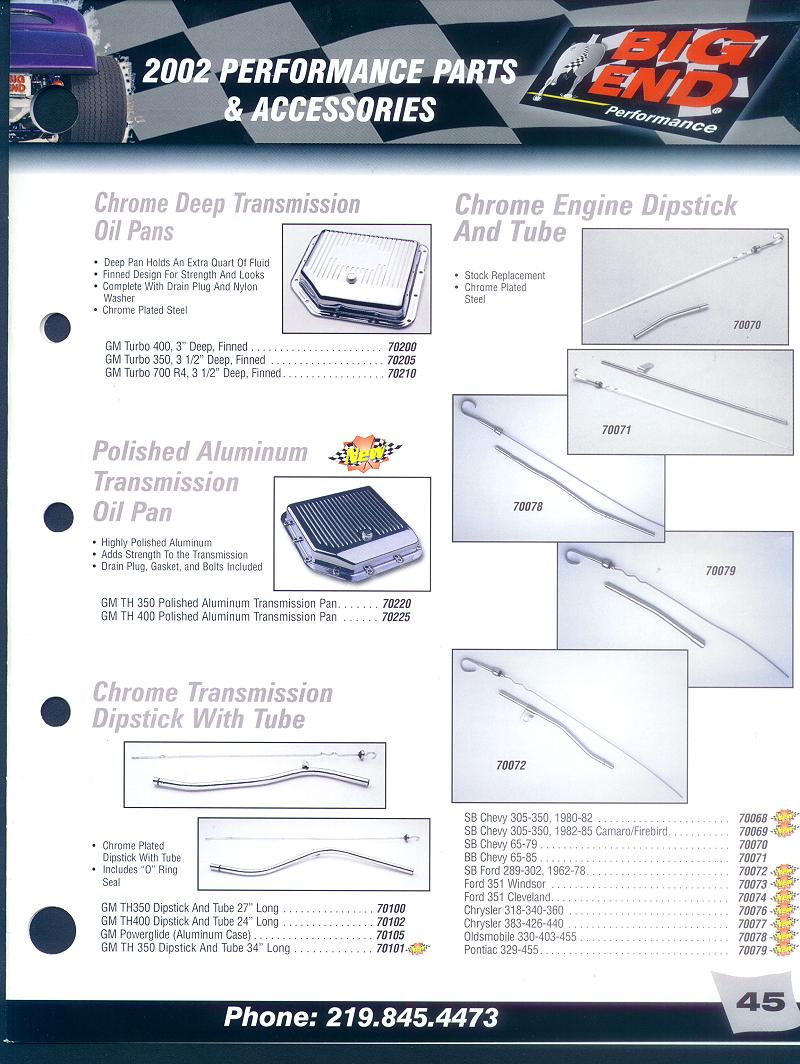 2002 PERFORMANCE PARTS
& ACCESSORIES
BIG
END®
Performance
BIG
END
Chrome Deep Transmission
Oil Pans
• Deep Pan Holds An Extra Quart Of Fluid
• Finned Design For Strength And Looks
• Complete With Drain Plug And Nylon
Washer
• Chrome Plated Steel
GM Turbo 400, 3” Deep, Finned . . . . . . . . . . . . . . . . . . . . . 70200
GM Turbo 350, 3 1/2” Deep, Finned . . . . . . . . . . . . . . . . . . 70205
GM Turbo 700 R4, 3 1/2” Deep, Finned . . . . . . . . . . . . . . . . 70210
Polished Aluminum
New
Transmission
Oil Pan
• Highly Polished Aluminum
• Adds Strength To the Transmission
• Drain Plug, Gasket, and Bolts Included
GM TH 350 Polished Aluminum Transmission Pan. . . . . . . 70220
GM TH 400 Polished Aluminum Transmission Pan . . . . . . 70225
Chrome Transmission
Dipstick With Tube
• Chrome Plated
Dipstick With Tube
• Includes “O” Ring
Seal
GM TH350 Dipstick And Tube 27” Long . . . . . . . . . . . . . . 70100
GM TH400 Dipstick And Tube 24” Long . . . . . . . . . . . . . . 70102
GM Powerglide (Aluminum Case) . . . . . . . . . . . . . . . . . . . 70105
GM TH 350 Dipstick And Tube 34” Long . . . . . . . . . . . . . 70101 New
Chrome Engine Dipstick
And Tube
• Stock Replacement
• Chrome Plated
Steel
70070
70071
70078
70079
70072
SB Chevy 305-350, 1980-82 . . . . . . . . . . . . . . . . . . . . 70068 New
SB Chevy 305-350, 1982-85 Camaro/Firebird. . . . . . . . . . 70069 New
SB Chevy 65-79 . . . . . . . . . . . . . . . . . . . . . . . . . . . . 70070
BB Chevy 65-85 . . . . . . . . . . . . . . . . . . . . . . . . . . . . 70071
SB Ford 289-302, 1962-78. . . . . . . . . . . . . . . . . . . . . . 70072 New
Ford 351 Windsor . . . . . . . . . . . . . . . . . . . . . . . . . . . 70073 New
Ford 351 Cleveland. . . . . . . . . . . . . . . . . . . . . . . . . . . 70074 New
Chrysler 318-340-360 . . . . . . . . . . . . . . . . . . . . . . . . . 70076 New
Chrysler 383-426-440 . . . . . . . . . . . . . . . . . . . . . . . . . 70077 New
Oldsmobile 330-403-455 . . . . . . . . . . . . . . . . . . . . . . . 70078 New
Pontiac 329-455. . . . . . . . . . . . . . . . . . . . . . . . . . . . . 70079 New
45
Phone: 219.845.4473